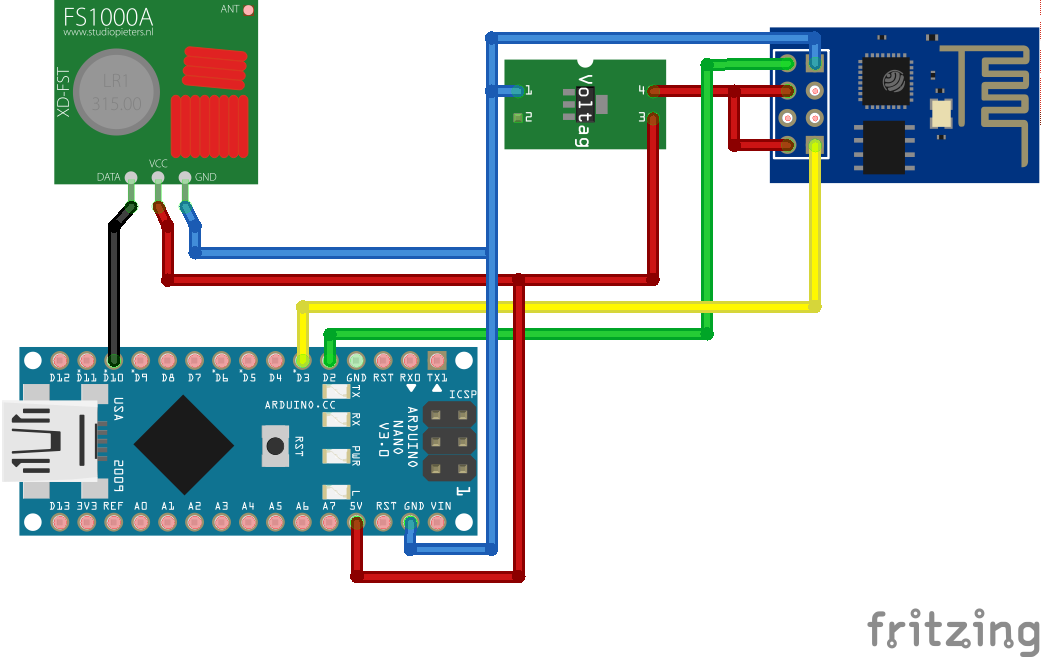 FS1000A
www.studiopieters.nl
ANT
XD-FST
LR1
315.00
VCC
DATA
GND
Voltag
1
2
4
3
D12 D11 D10 D9 D8 D7 D6 D5 D4 D3 D2 GND RST RX0 TX1
USA
2009
ARDUINO.CC
RST
TX
RX
PWR
L
ARDUINO
NANO
V3.0
ICSP
1
D13 3V3 REF A0 A1 A2 A3 A4 A5 A6 A7 5V RST GND VIN
fritzing